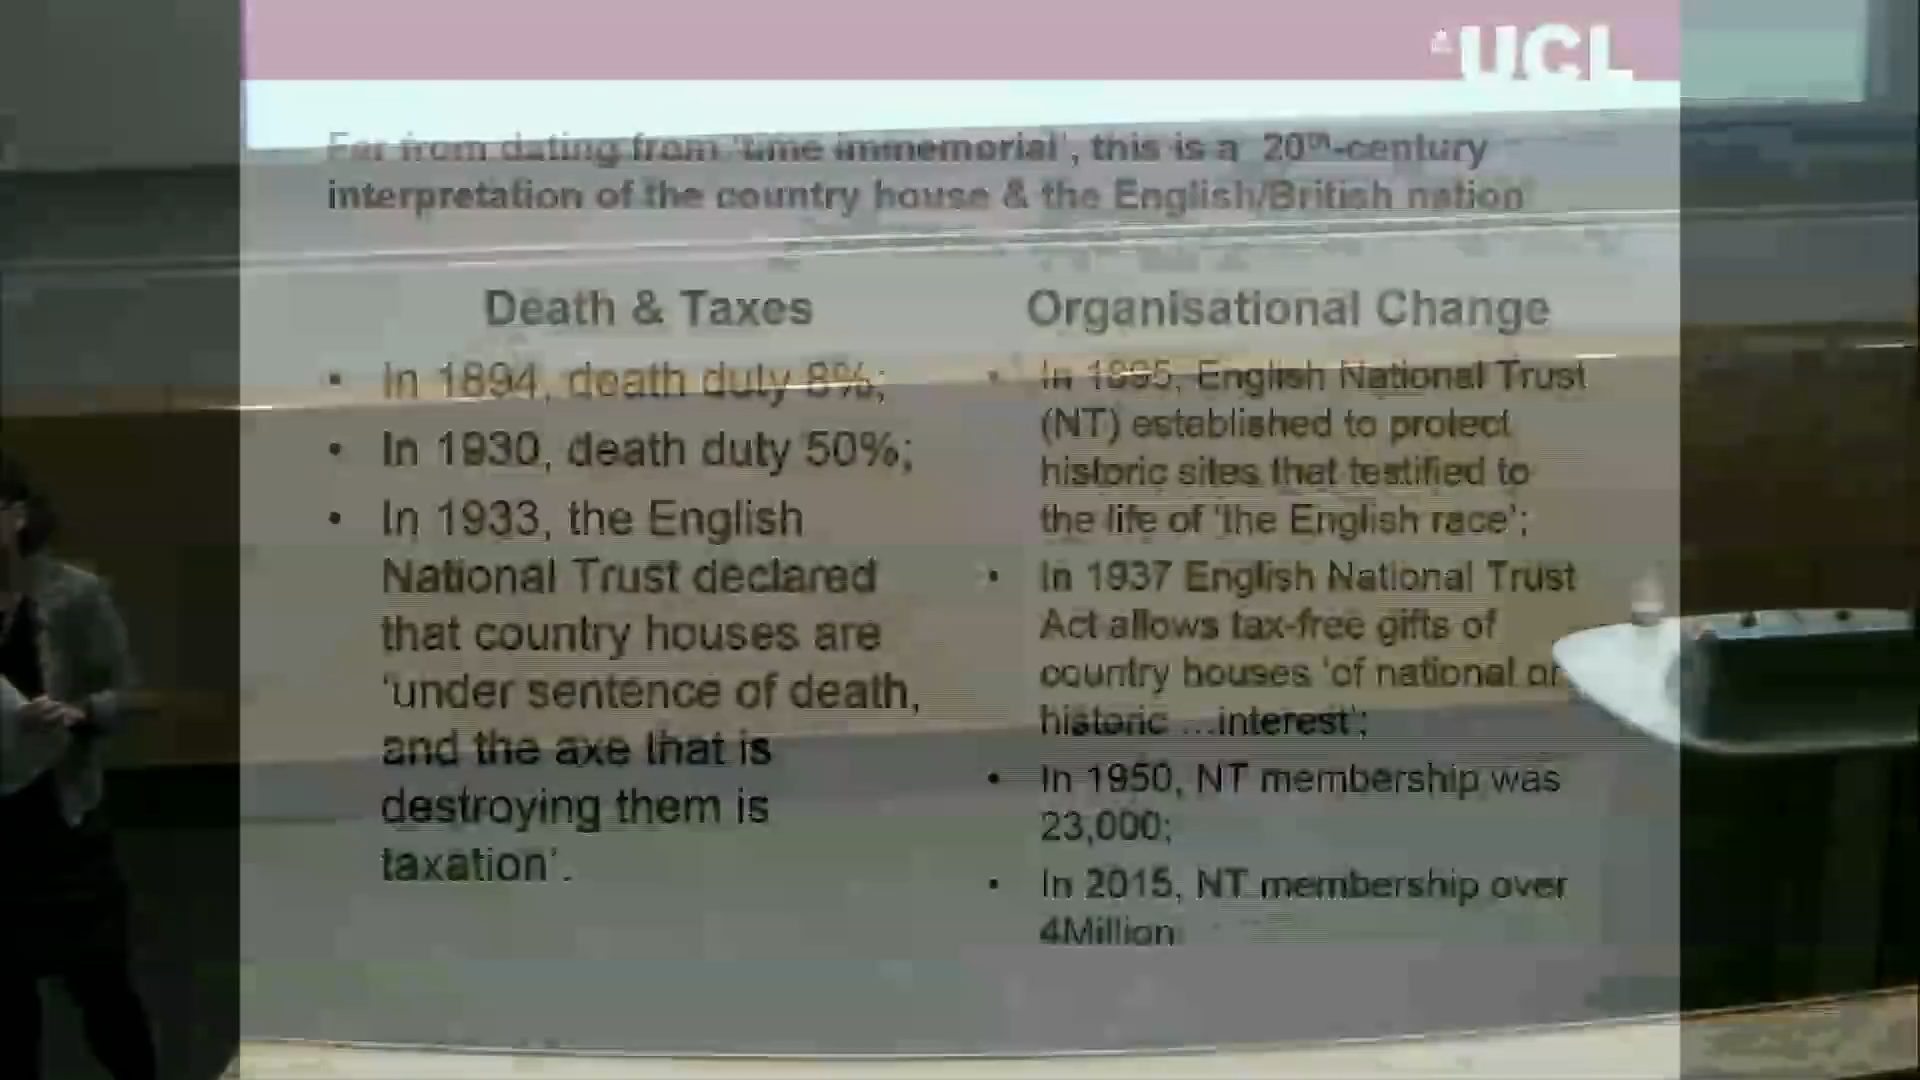 UCL
Far from dating from 'time immemorial', this is a 20th-century
interpretation of the country house & the English/British nation
Death & Taxes
• In 1894, death duty 8%;
• In 1930, death duty 50%;
• In 1933, the English
National Trust declared
that country houses are
'under sentence of death,
and the axe that is
destroying them is
taxation'.
Organisational Change
• In 1895, English National Trust
(NT) established to protect
historic sites that testified to
the life of 'the English race';
• In 1937 English National Trust
Act allows tax-free gifts of
country houses 'of national or
historic ...interest';
• In 1950, NT membership was
23,000;
• In 2015, NT membership over
4Million